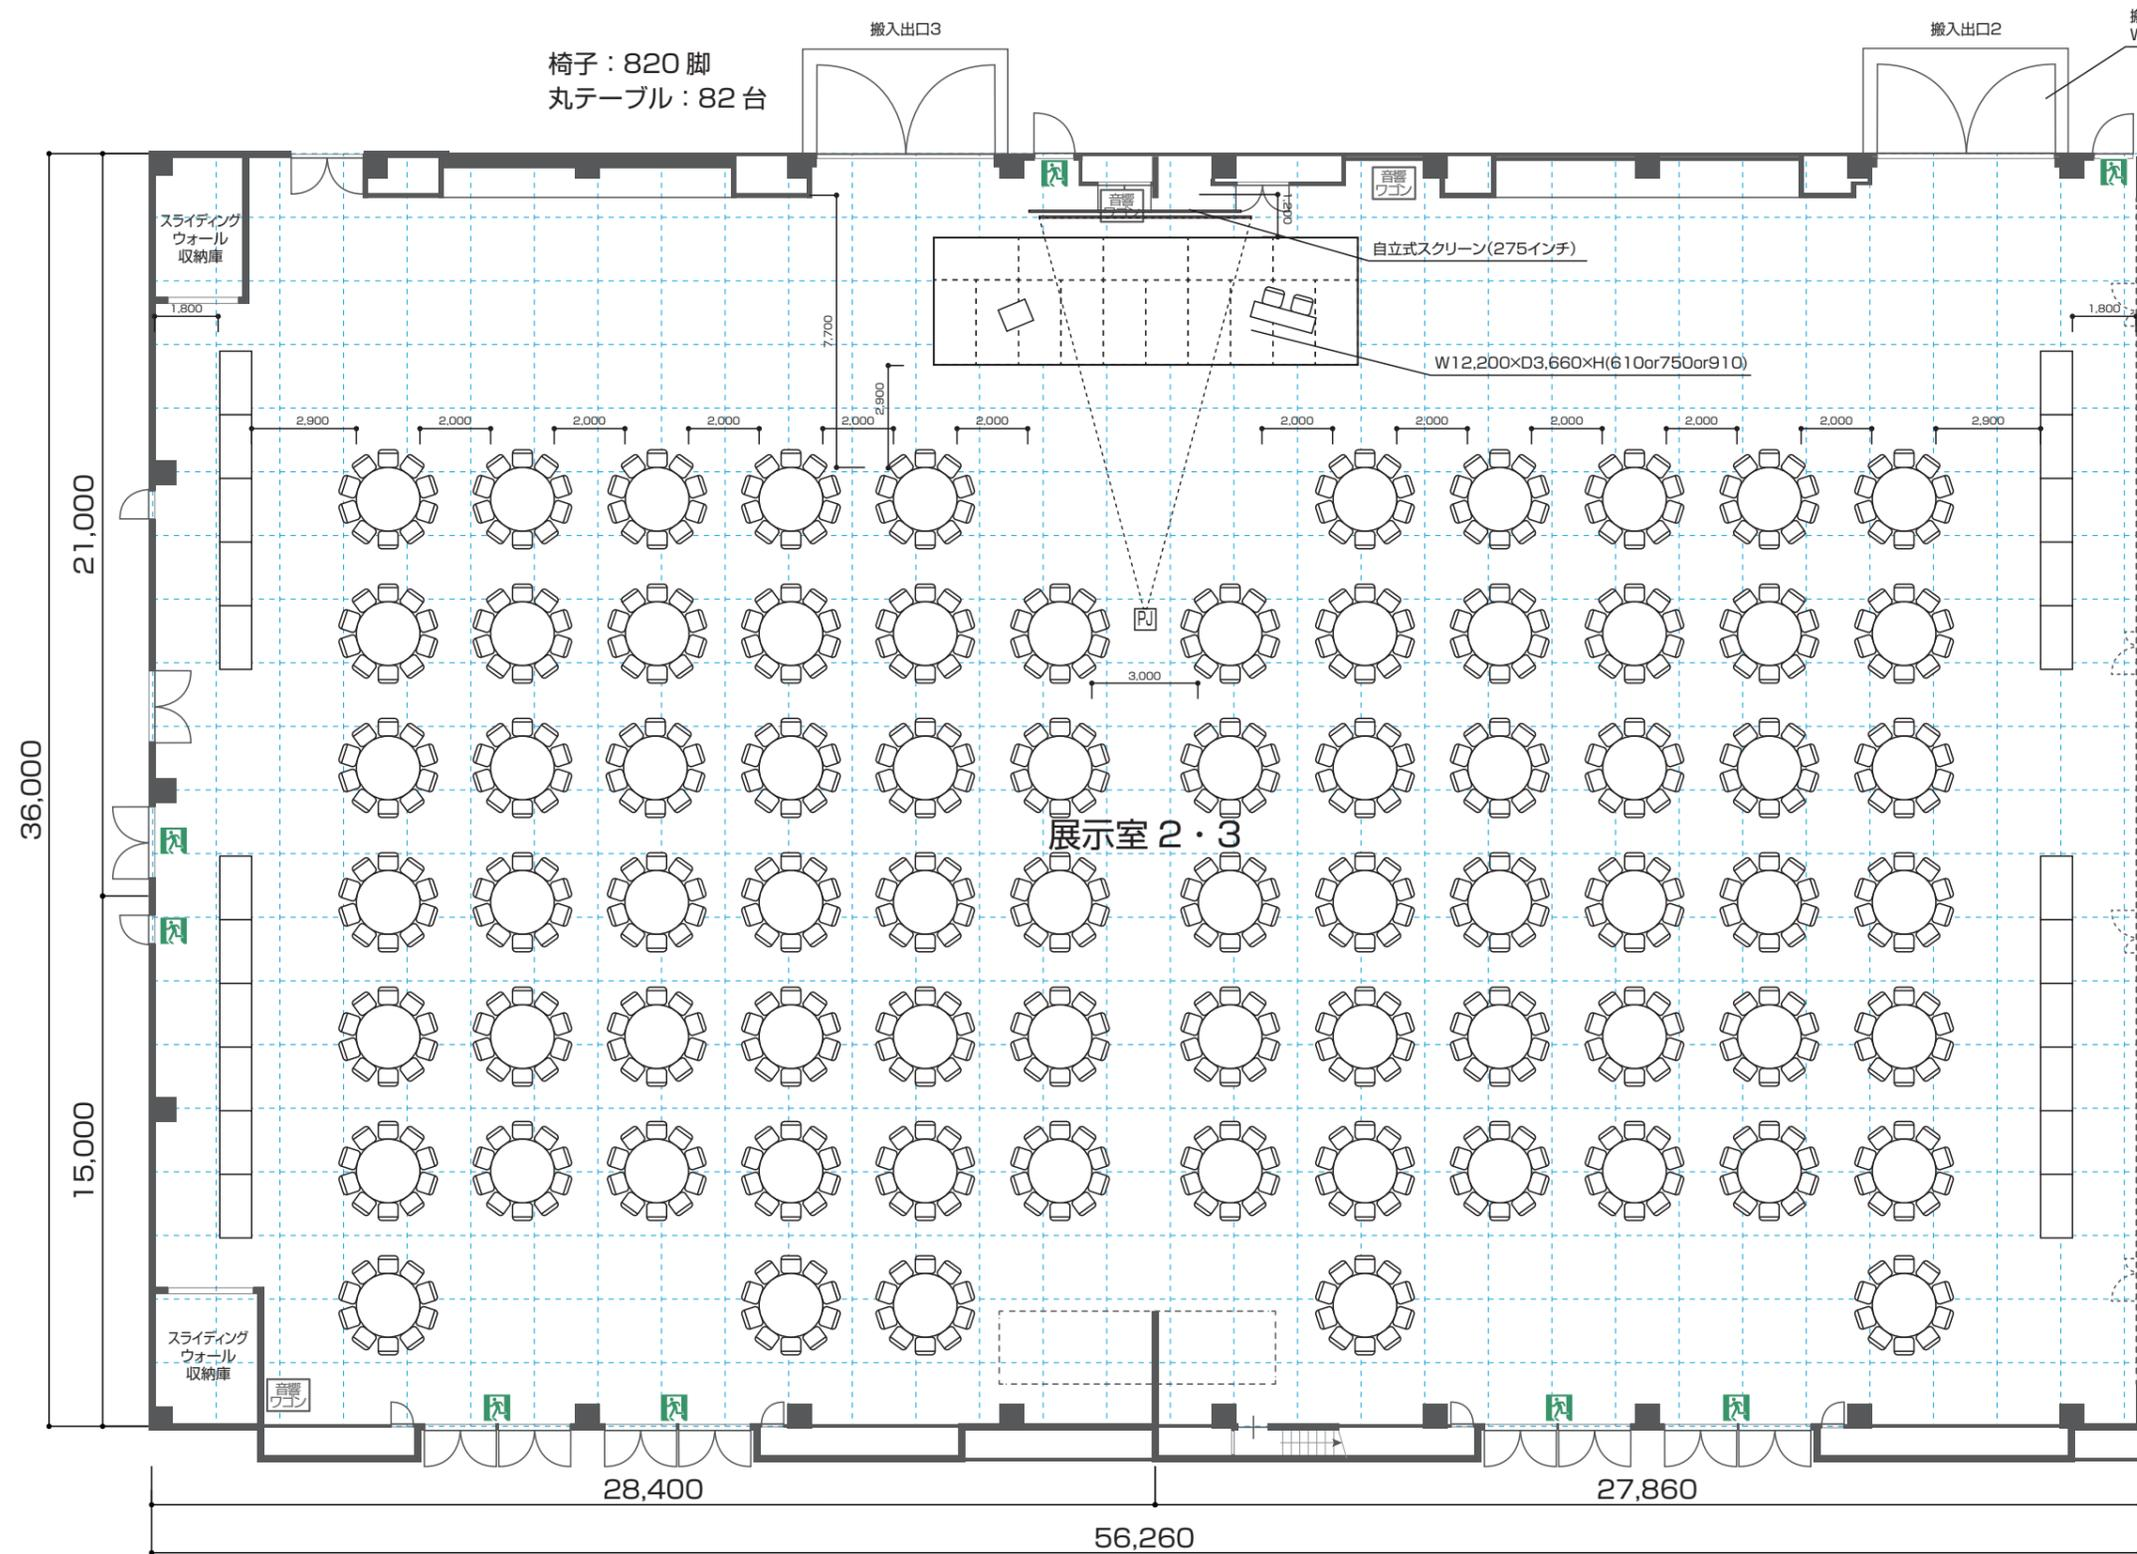 搬入出口3
搬入出口2
椅子：820 脚
丸テーブル：82 台
音響
ワゴン
音響
ワゴン
スライディング
ウォール
収納庫
1,200
自立式スクリーン(275インチ)
1,800
1,800
7,700
2,900
W12,200×D3,660×H(610or750or910)
2,900
2,000
2,000
2,000
2,000
2,000
2,000
2,000
2,000
2,000
2,000
2,900
21,000
PJ
3,000
36,000
展示室 2・3
15,000
スライディング
ウォール
収納庫
音響
ワゴン
28,400
27,860
56,260